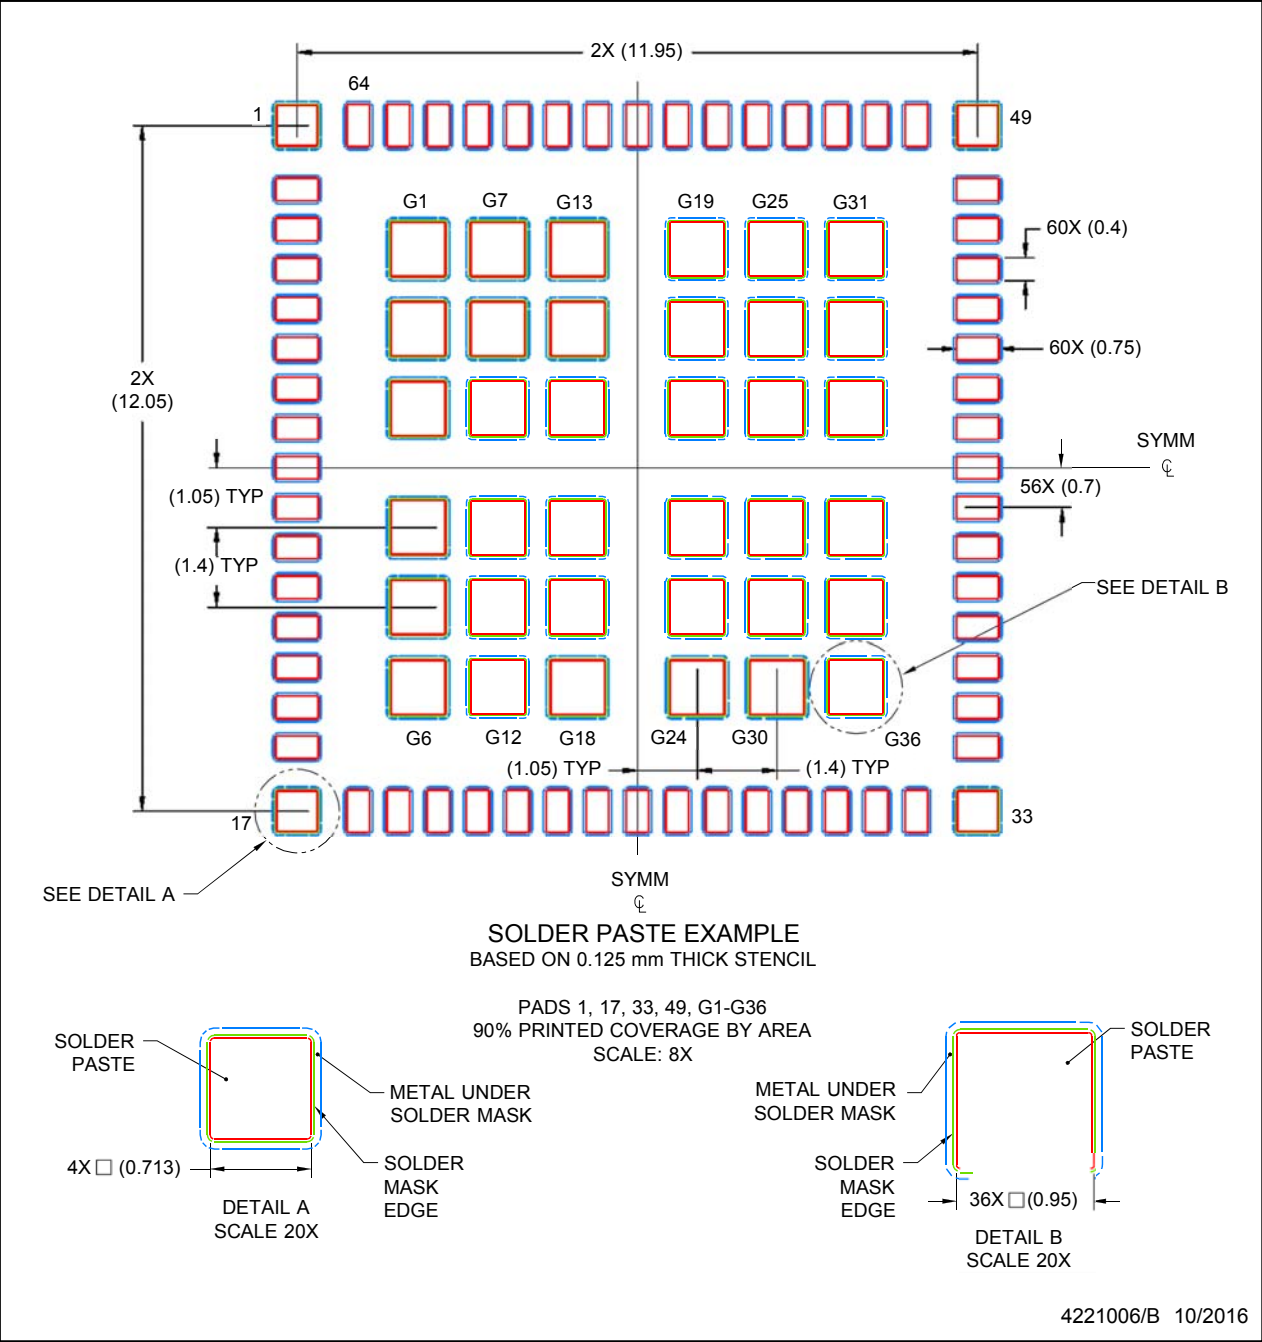 2X (11.95)
64
1
49
G1
G7
G13
G19
G25
G31
60X (0.4)
60X (0.75)
2X
(12.05)
SYMM
℄
(1.05) TYP
56X (0.7)
(1.4) TYP
SEE DETAIL B
G6
G12
G18
G24
G30
G36
(1.05) TYP
(1.4) TYP
17
33
SEE DETAIL A
SYMM
℄
SOLDER PASTE EXAMPLE
BASED ON 0.125 mm THICK STENCIL
PADS 1, 17, 33, 49, G1-G36
90% PRINTED COVERAGE BY AREA
SCALE: 8X
SOLDER
PASTE
METAL UNDER
SOLDER MASK
4X □ (0.713)
SOLDER
MASK
EDGE
DETAIL A
SCALE 20X
SOLDER
PASTE
METAL UNDER
SOLDER MASK
SOLDER
MASK
EDGE
36X □ (0.95)
DETAIL B
SCALE 20X
4221006/B 10/2016